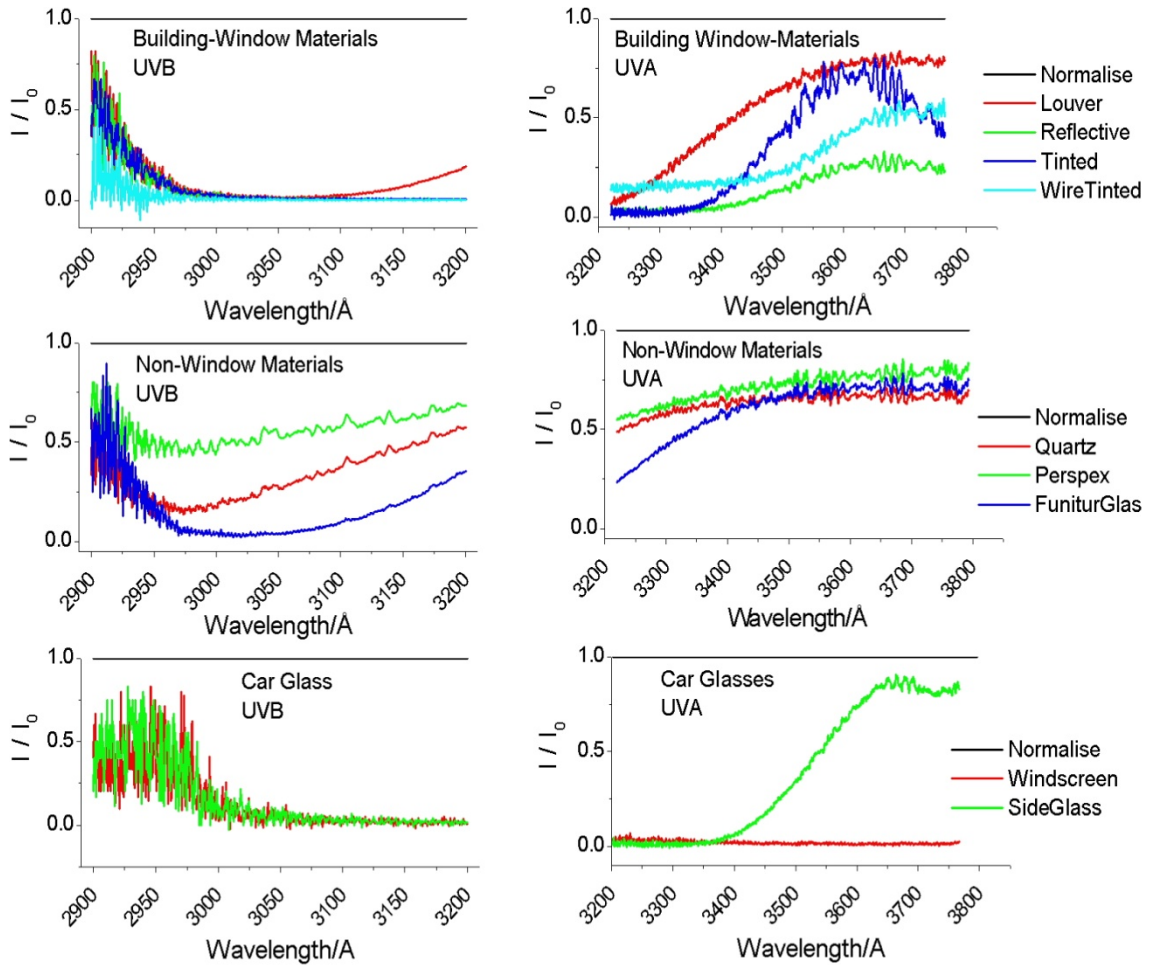 Building-Window Materials
UVB
I / I0
1.0
0.5
0.0
2900
2950
3000
3050
3100
3150
3200
Wavelength/Å
Building Window-Materials
UVA
I / I0
1.0
0.5
0.0
3200
3300
3400
3500
3600
3700
3800
Wavelength/Å
Normalise
Louver
Reflective
Tinted
WireTinted
Non-Window Materials
UVB
I / I0
1.0
0.5
0.0
2900
2950
3000
3050
3100
3150
3200
Wavelength/Å
Non-Window Materials
UVA
I / I0
1.0
0.5
0.0
3200
3300
3400
3500
3600
3700
3800
Wavelength/Å
Normalise
Quartz
Perspex
FuniturGlas
Car Glass
UVB
I / I0
1.0
0.5
0.0
2900
2950
3000
3050
3100
3150
3200
Wavelength/Å
Car Glasses
UVA
I / I0
1.0
0.5
0.0
3200
3300
3400
3500
3600
3700
3800
Wavelength/Å
Normalise
Windscreen
SideGlass